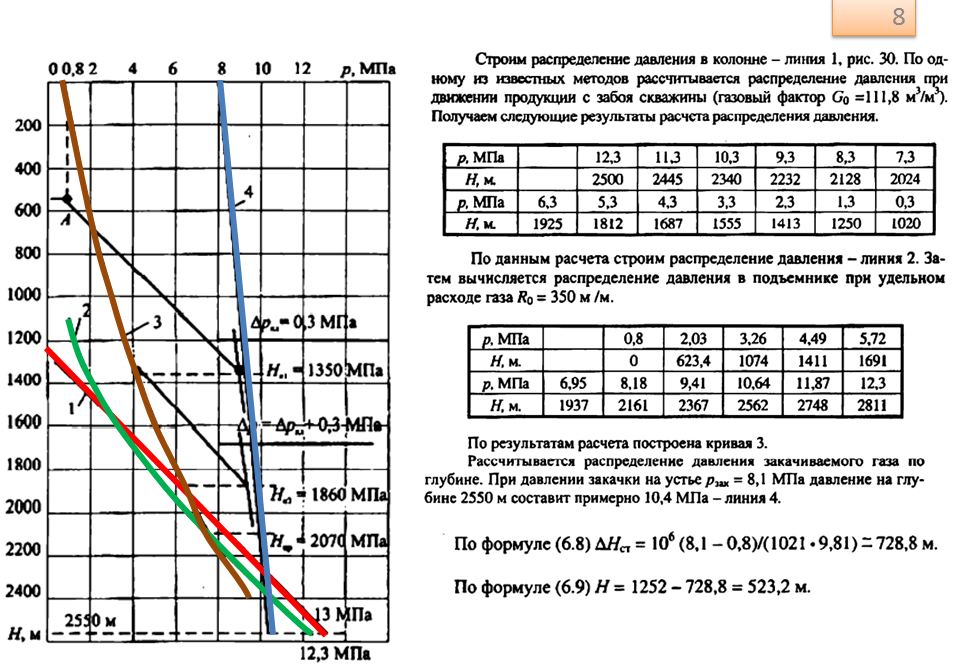 8
0 0,8 2 4 6 8 10 12 p, МПа
200
400
600
800
1000
1200
1400
1600
1800
2000
2200
2400
H, м
A
1
2
3
4
= 0,3 МПа
= 1350 МПа
+0,3 МПа
= 1860 МПа
= 2070 МПа
13 МПа
2550 м
12,3 МПа
Строим распределение давления в колонне – линия 1, рис. 30. По од-
ному из известных методов рассчитывается распределение давления при
движении продукции с забоя скважины (газовый фактор G₀ =111,8 м³/м³).
Получаем следующие результаты расчета распределения давления.
p, МПа 12,3 11,3 10,3 9,3 8,3 7,3
H, м. 2500 2445 2340 2232 2128 2024
p, МПа 6,3 5,3 4,3 3,3 2,3 1,3 0,3
H, м. 1925 1812 1687 1555 1413 1250 1020
По данным расчета строим распределение давления – линия 2. За-
тем вычисляется распределение давления в подъемнике при удельном
расходе газа R₀ = 350 м /м.
p, МПа 0,8 2,03 3,26 4,49 5,72
H, м. 0 623,4 1074 1411 1691
p, МПа 6,95 8,18 9,41 10,64 11,87 12,3
H, м. 1937 2161 2367 2562 2748 2811
По результатам расчета построена кривая 3.
Рассчитывается распределение давления закачиваемого газа по
глубине. При давлении закачки на устье pзак = 8,1 МПа давление на глу-
бине 2550 м составит примерно 10,4 МПа – линия 4.
По формуле (6.8) ΔHст = 10⁶ (8,1 – 0,8)/(1021 • 9,81) = 728,8 м.
По формуле (6.9) H = 1252 – 728,8 = 523,2 м.